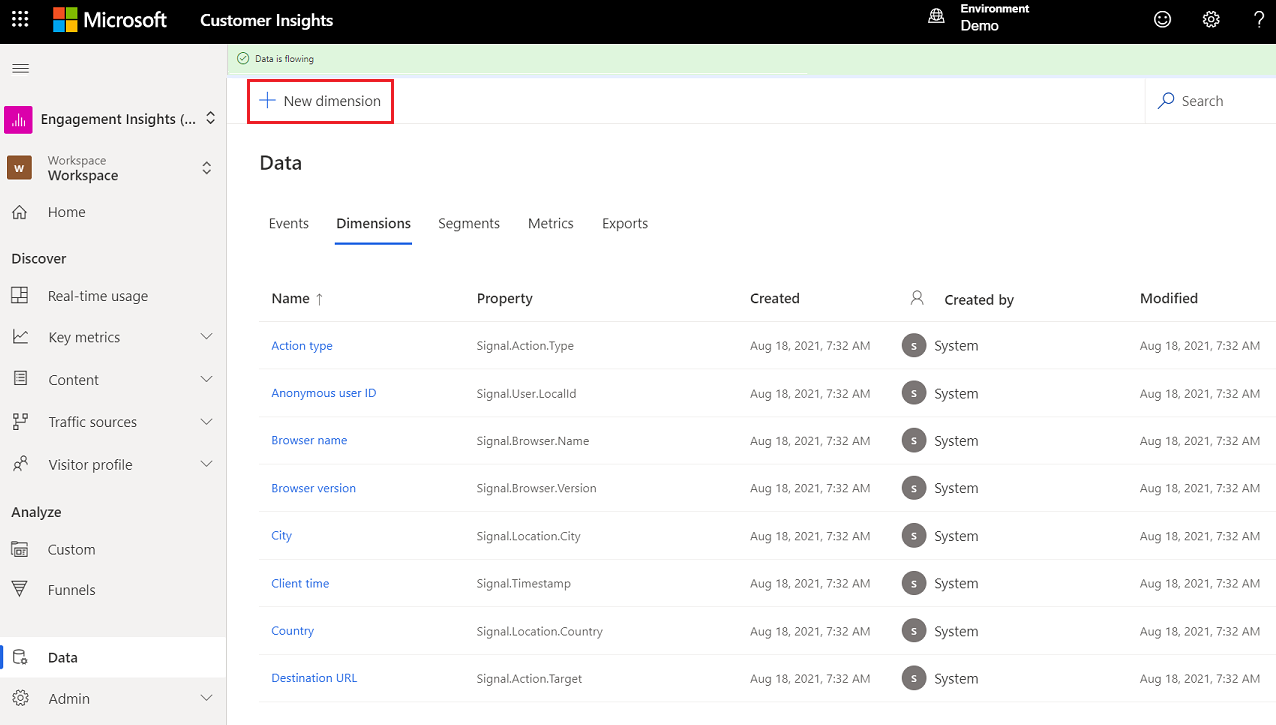 Microsoft Customer Insights Environment
Demo ?
Data is flowing
Engagement Insights (...
+ New dimension Search
w Workspace
Workspace
Home
Discover
Real-time usage
Key metrics
Content
Traffic sources
Visitor profile
Analyze
Custom
Funnels
Data
Admin
Data
Events Dimensions Segments Metrics Exports
Name ↑ Property Created Created by Modified
Action type Signal.Action.Type Aug 18, 2021, 7:32 AM S System Aug 18, 2021, 7:32 AM
Anonymous user ID Signal.User.LocalId Aug 18, 2021, 7:32 AM S System Aug 18, 2021, 7:32 AM
Browser name Signal.Browser.Name Aug 18, 2021, 7:32 AM S System Aug 18, 2021, 7:32 AM
Browser version Signal.Browser.Version Aug 18, 2021, 7:32 AM S System Aug 18, 2021, 7:32 AM
City Signal.Location.City Aug 18, 2021, 7:32 AM S System Aug 18, 2021, 7:32 AM
Client time Signal.Timestamp Aug 18, 2021, 7:32 AM S System Aug 18, 2021, 7:32 AM
Country Signal.Location.Country Aug 18, 2021, 7:32 AM S System Aug 18, 2021, 7:32 AM
Destination URL Signal.Action.Target Aug 18, 2021, 7:32 AM S System Aug 18, 2021, 7:32 AM